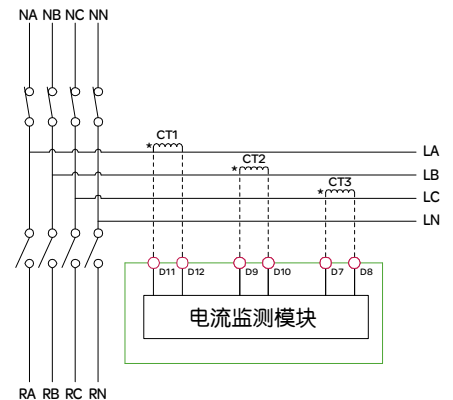 NA NB NC NN
CT1
*
LA
CT2
*
LB
CT3
*
LC
LN
D11 D12 D9 D10 D7 D8
电流监测模块
RA RB RC RN